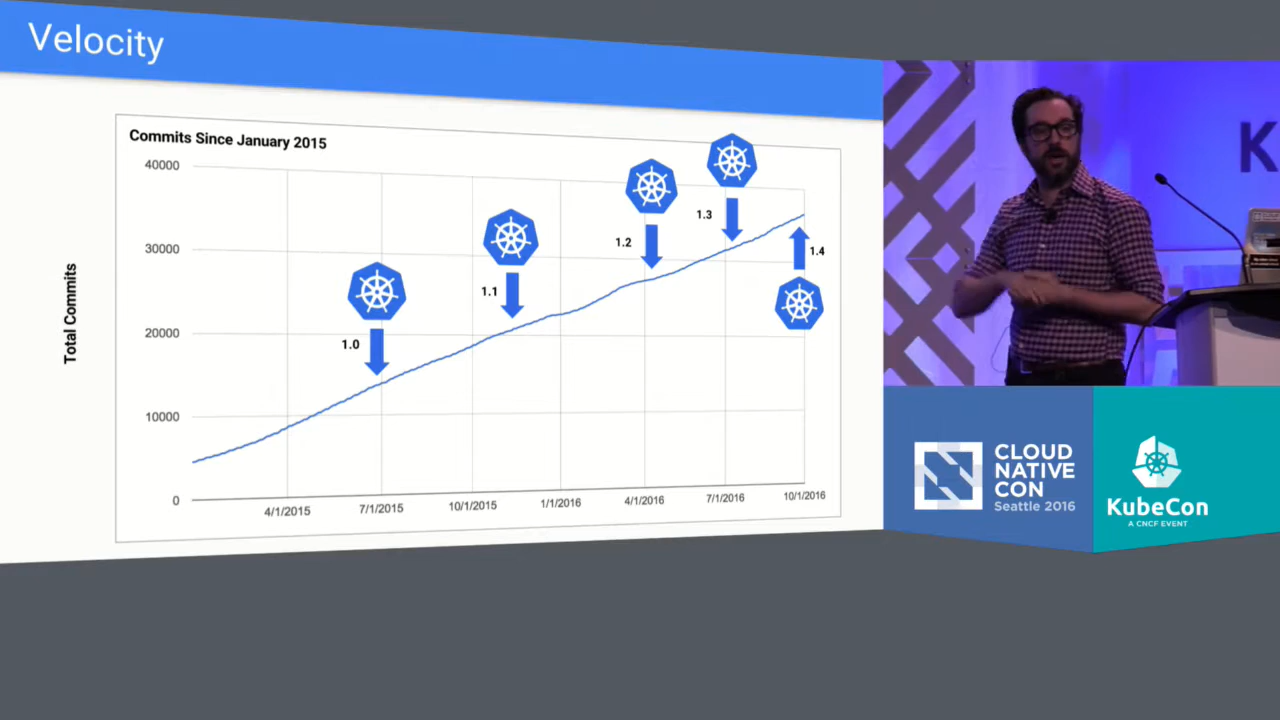 Velocity
Commits Since January 2015
Total Commits
40000
30000
20000
10000
0
1.0
1.1
1.2
1.3
1.4
4/1/2015
7/1/2015
10/1/2015
1/1/2016
4/1/2016
7/1/2016
10/1/2016
K
CLOUD
NATIVE
CON
Seattle 2016
KubeCon
A CNCF EVENT